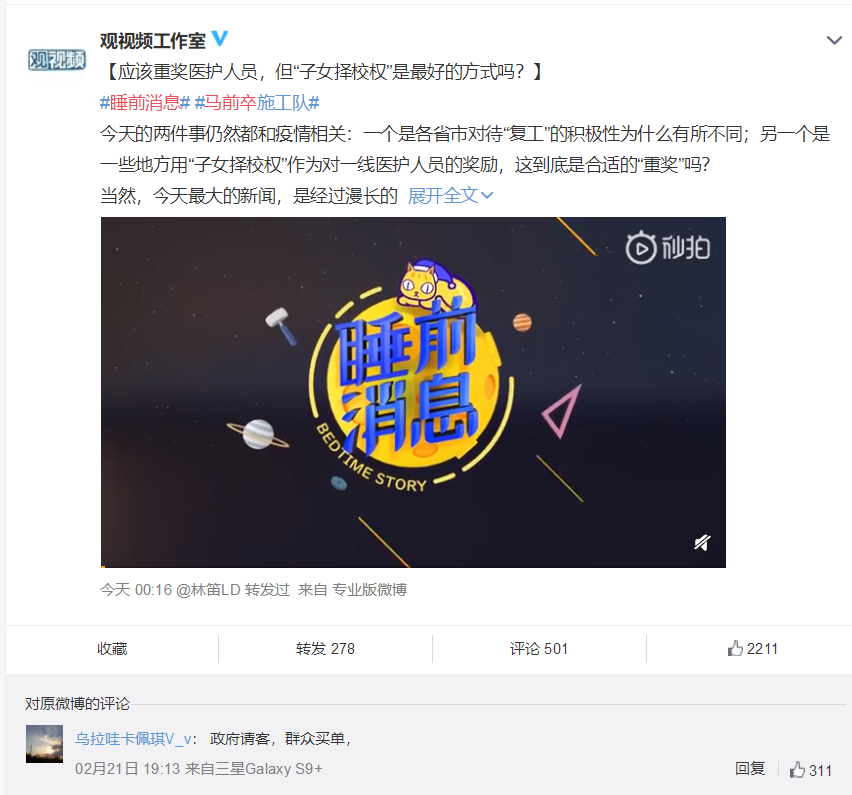 观视频
观视频工作室
【应该重奖医护人员，但“子女择校权”是最好的方式吗？】
#睡前消息# #马前卒施工队#
今天的两件事仍然都和疫情相关：一个是各省市对待“复工”的积极性为什么有所不同；另一个是
一些地方用“子女择校权”作为对一线医护人员的奖励，这到底是合适的“重奖”吗?
当然，今天最大的新闻，是经过漫长的 展开全文
秒拍
睡前
消息
BEDTIME STORY
今天 00:16 @林笛LD 转发过 来自 专业版微博
收藏
转发 278
评论 501
2211
对原微博的评论
乌拉哇卡佩琪V_v： 政府请客，群众买单，
02月21日 19:13 来自三星Galaxy S9+
回复
311